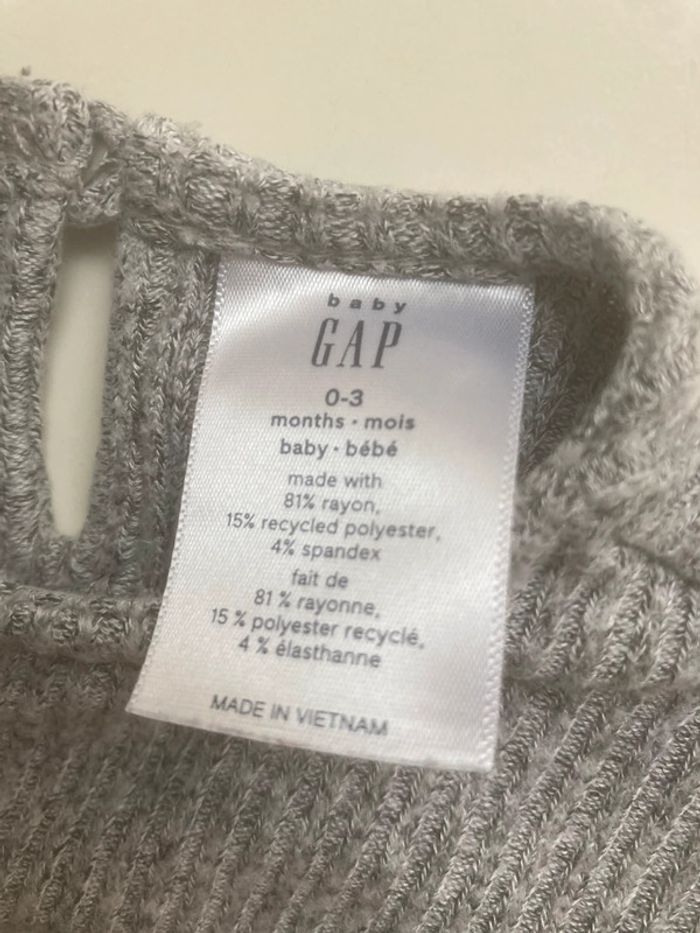 baby
GAP
0-3
months · mois
baby · bébé
made with
81% rayon,
15% recycled polyester,
4% spandex
fait de
81 % rayonne,
15 % polyester recyclé,
4 % élasthanne
MADE IN VIETNAM